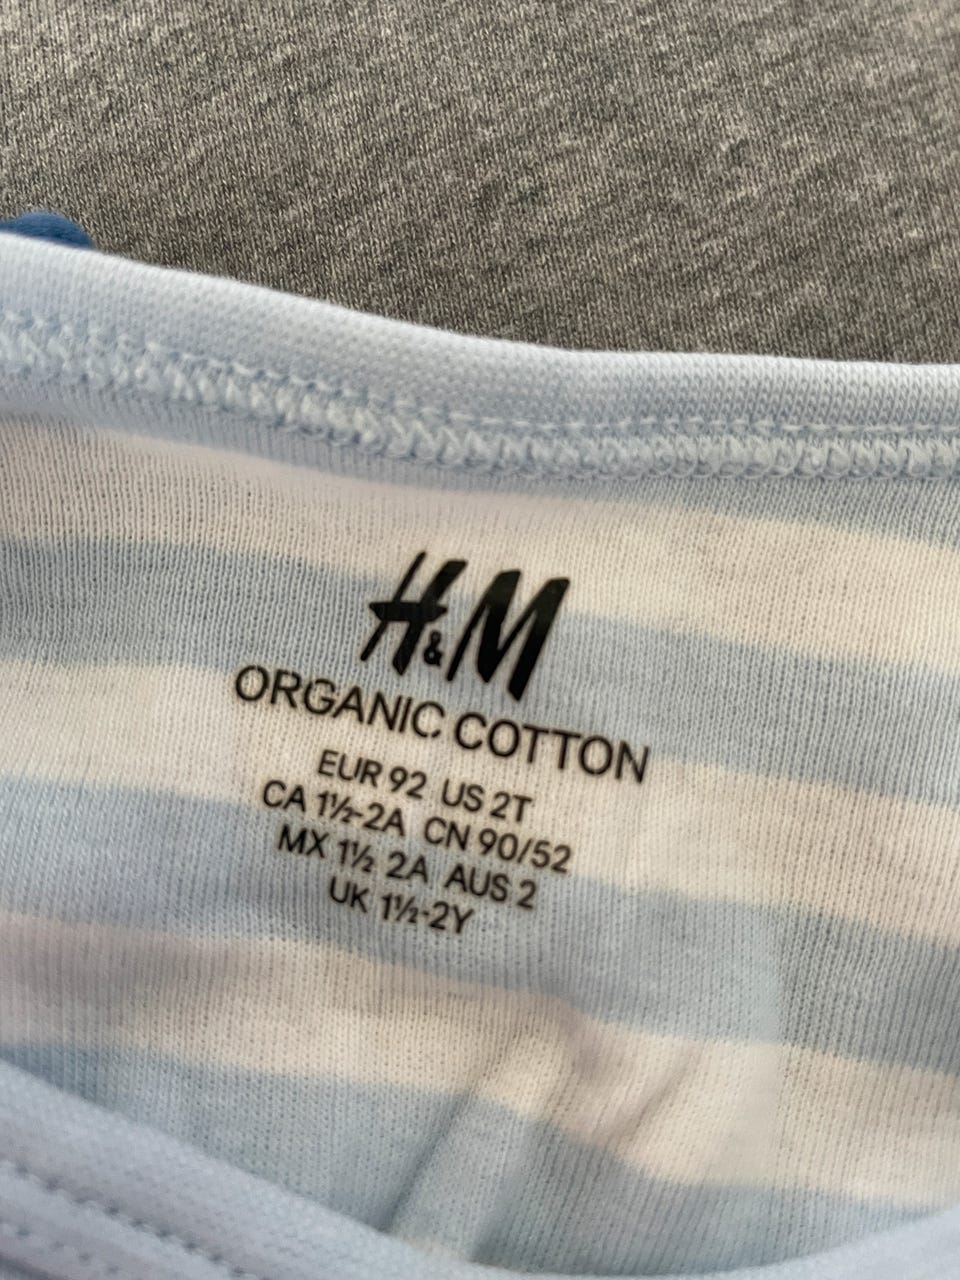 H&M
ORGANIC COTTON
EUR 92 US 2T
CA 1½-2A CN 90/52
MX 1½ 2A AUS 2
UK 1½-2Y